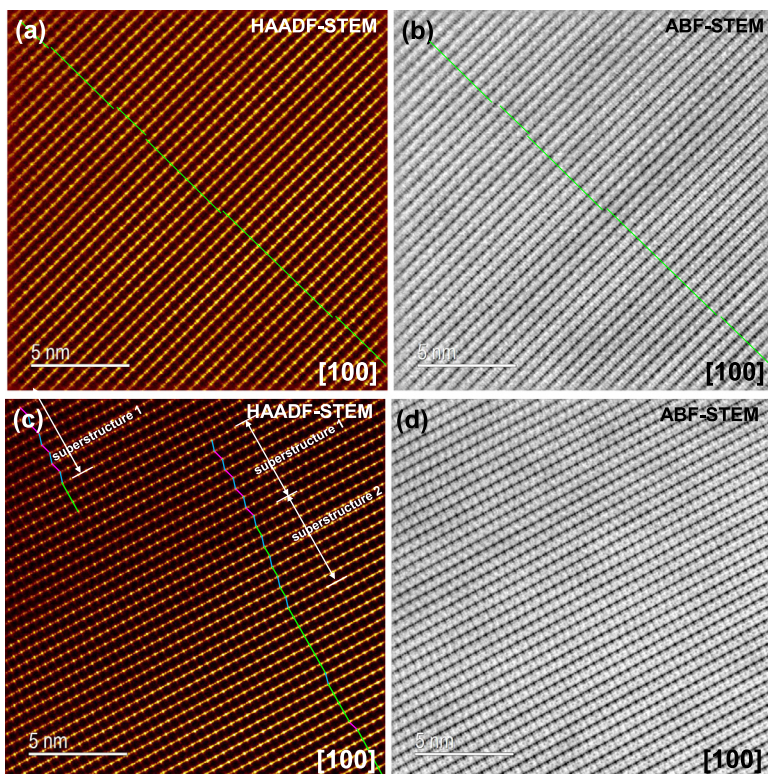 (a)
HAADF-STEM
5 nm
[100]
(b)
ABF-STEM
5 nm
(c)
HAADF-STEM
superstructure 1
superstructure 1
superstructure 2
5 nm
[100]
(d)
ABF-STEM
5 nm
[100]